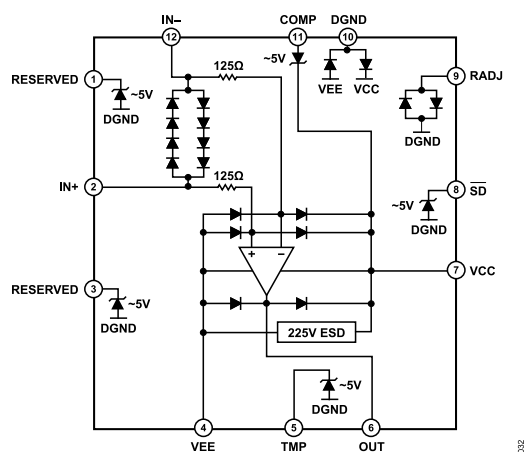 IN– COMP DGND
12 11 10
125Ω ~5V
RESERVED 1 ~5V VEE VCC 9 RADJ
DGND
DGND
125Ω
IN+ 2 8 SD
~5V
DGND
+ –
7 VCC
RESERVED 3
~5V
DGND
225V ESD
~5V
DGND
4 5 6
VEE TMP OUT
032